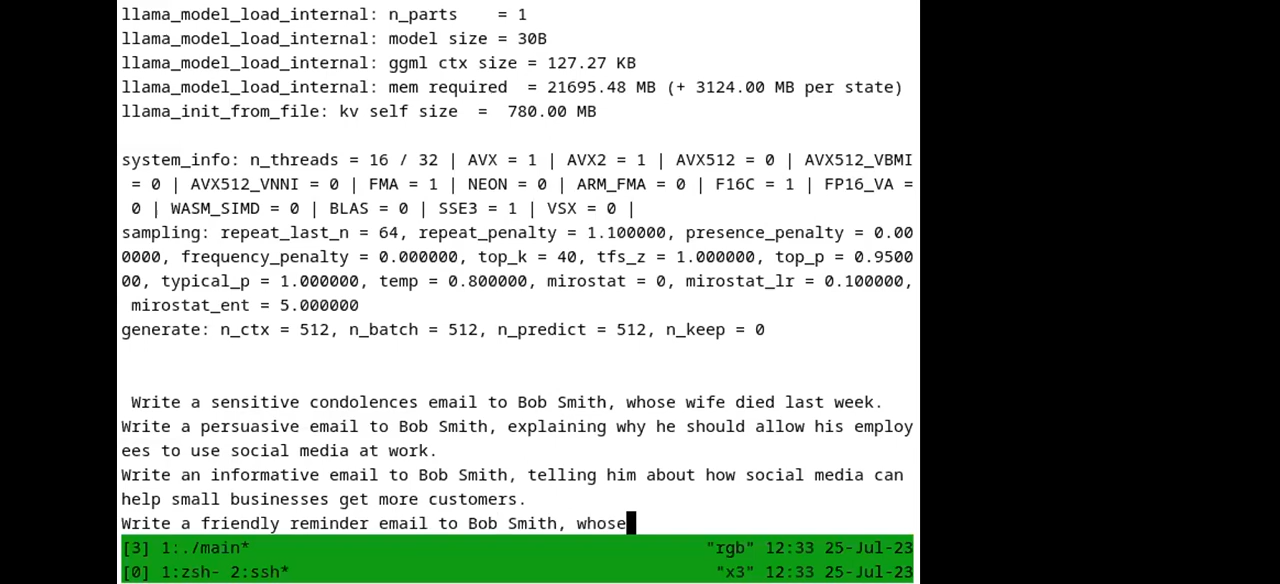 llama_model_load_internal: n_parts    = 1
llama_model_load_internal: model size = 30B
llama_model_load_internal: ggml ctx size = 127.27 KB
llama_model_load_internal: mem required  = 21695.48 MB (+ 3124.00 MB per state)
llama_init_from_file: kv self size  =  780.00 MB
system_info: n_threads = 16 / 32 | AVX = 1 | AVX2 = 1 | AVX512 = 0 | AVX512_VBMI
 = 0 | AVX512_VNNI = 0 | FMA = 1 | NEON = 0 | ARM_FMA = 0 | F16C = 1 | FP16_VA =
 0 | WASM_SIMD = 0 | BLAS = 0 | SSE3 = 1 | VSX = 0 |
sampling: repeat_last_n = 64, repeat_penalty = 1.100000, presence_penalty = 0.00
0000, frequency_penalty = 0.000000, top_k = 40, tfs_z = 1.000000, top_p = 0.9500
00, typical_p = 1.000000, temp = 0.800000, mirostat = 0, mirostat_lr = 0.100000,
 mirostat_ent = 5.000000
generate: n_ctx = 512, n_batch = 512, n_predict = 512, n_keep = 0
 Write a sensitive condolences email to Bob Smith, whose wife died last week.
Write a persuasive email to Bob Smith, explaining why he should allow his employ
ees to use social media at work.
Write an informative email to Bob Smith, telling him about how social media can
help small businesses get more customers.
Write a friendly reminder email to Bob Smith, whose
[3] 1:./main* "rgb" 12:33 25-Jul-23
[0] 1:zsh- 2:ssh* "x3" 12:33 25-Jul-23